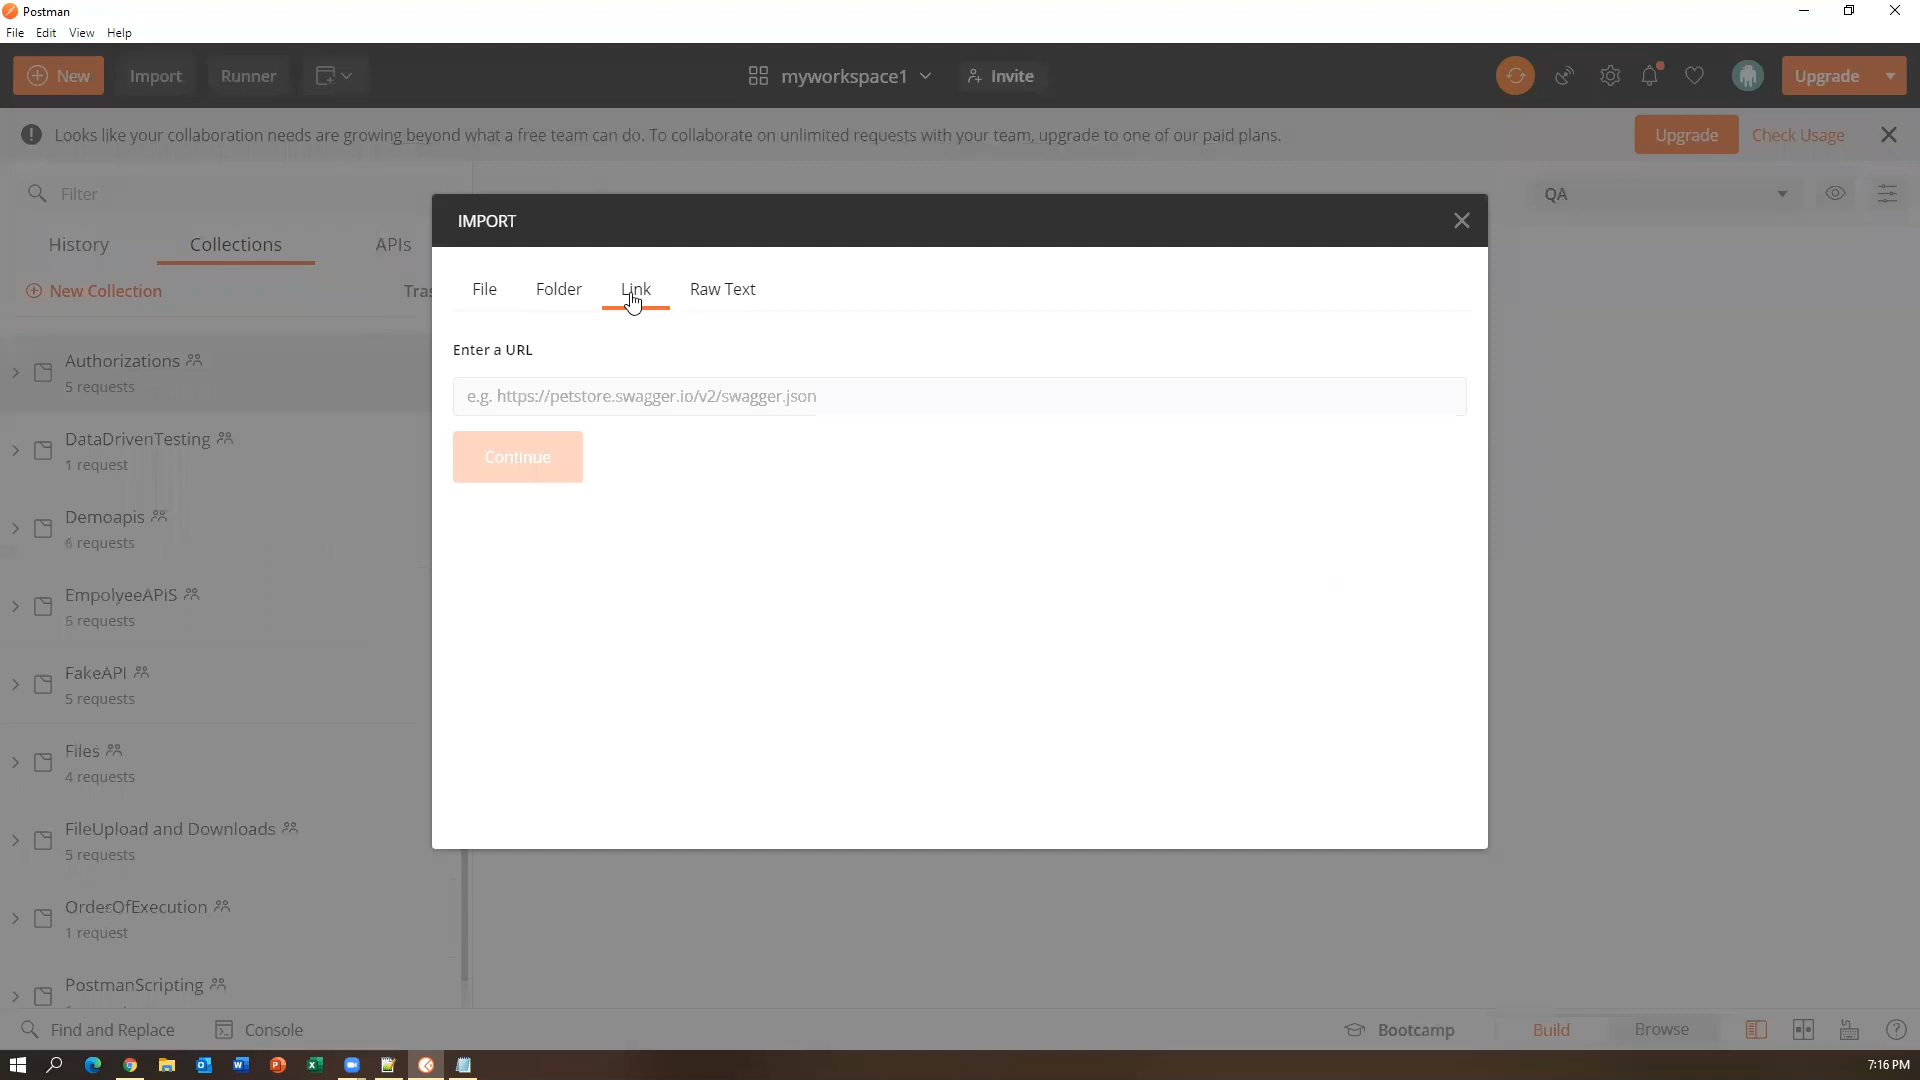 Postman
File Edit View Help
New Import Runner myworkspace1 Invite Upgrade
Looks like your collaboration needs are growing beyond what a free team can do. To collaborate on unlimited requests with your team, upgrade to one of our paid plans. Upgrade Check Usage
Filter
QA
IMPORT
History Collections APIs
New Collection Tras
File Folder Link Raw Text
Enter a URL
e.g. https://petstore.swagger.io/v2/swagger.json
Continue
Authorizations
5 requests
DataDrivenTesting
1 request
Demoapis
6 requests
EmpolyeeAPIS
5 requests
FakeAPI
5 requests
Files
4 requests
FileUpload and Downloads
5 requests
OrderOfExecution
1 request
PostmanScripting
Find and Replace Console Bootcamp Build Browse
7:16 PM